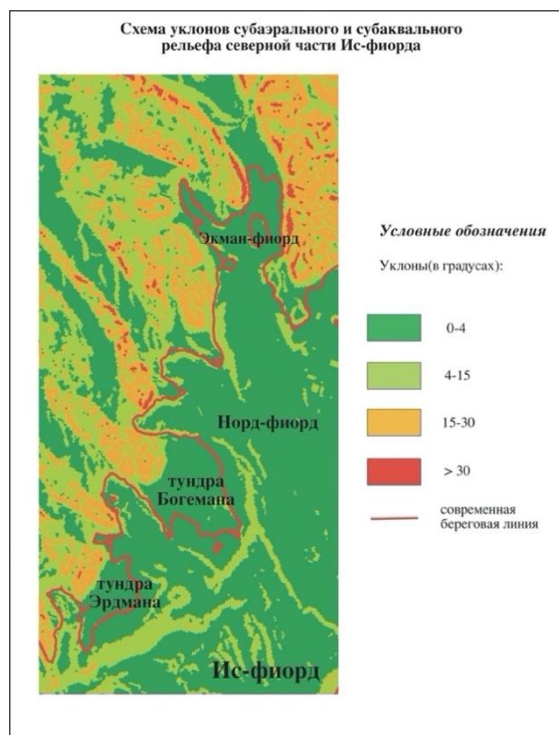 Схема уклонов субаэрального и субаквального
рельефа северной части Ис-фиорда
Экман-фиорд
Норд-фиорд
тундра
Богемана
тундра
Эрдмана
Ис-фиорд
Условные обозначения
Уклоны(в градусах):
0-4
4-15
15-30
> 30
современная
береговая линия